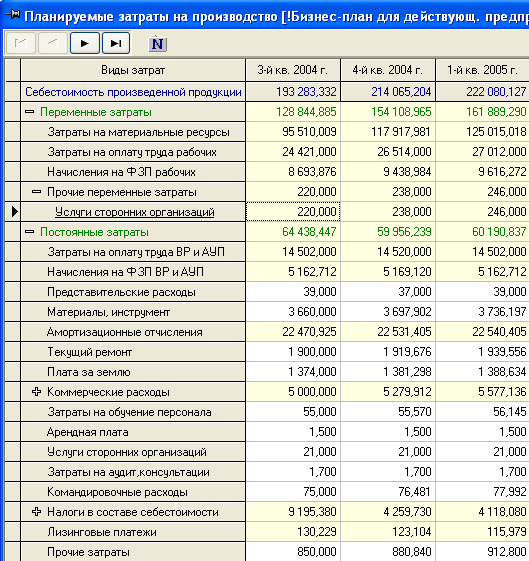 Планируемые затраты на производство [!Бизнес-план для действующ. предпр
N
Виды затрат 3-й кв. 2004 г. 4-й кв. 2004 г. 1-й кв. 2005 г.
Себестоимость произведенной продукции 193 283,332 214 065,204 222 080,127
Переменные затраты 128 844,885 154 108,965 161 889,290
Затраты на материальные ресурсы 95 510,009 117 917,981 125 015,018
Затраты на оплату труда рабочих 24 421,000 26 514,000 27 012,000
Начисления на ФЗП рабочих 8 693,876 9 438,984 9 616,272
Прочие переменные затраты 220,000 238,000 246,000
Услуги сторонних организаций 220,000 238,000 246,000
Постоянные затраты 64 438,447 59 956,239 60 190,837
Затраты на оплату труда ВР и АУП 14 502,000 14 520,000 14 502,000
Начисления на ФЗП ВР и АУП 5 162,712 5 169,120 5 162,712
Представительские расходы 39,000 37,000 39,000
Материалы, инструмент 3 660,000 3 697,902 3 736,197
Амортизационные отчисления 22 470,925 22 531,405 22 540,405
Текущий ремонт 1 900,000 1 919,676 1 939,556
Плата за землю 1 374,000 1 381,298 1 388,634
Коммерческие расходы 5 000,000 5 279,912 5 577,136
Затраты на обучение персонала 55,000 55,570 56,145
Арендная плата 1,500 1,500 1,500
Услуги сторонних организаций 21,000 21,000 21,000
Затраты на аудит,консультации 1,700 1,700 1,700
Командировочные расходы 75,000 76,481 77,992
Налоги в составе себестоимости 9 195,380 4 259,730 4 118,080
Лизинговые платежи 130,229 123,104 115,979
Прочие затраты 850,000 880,840 912,800